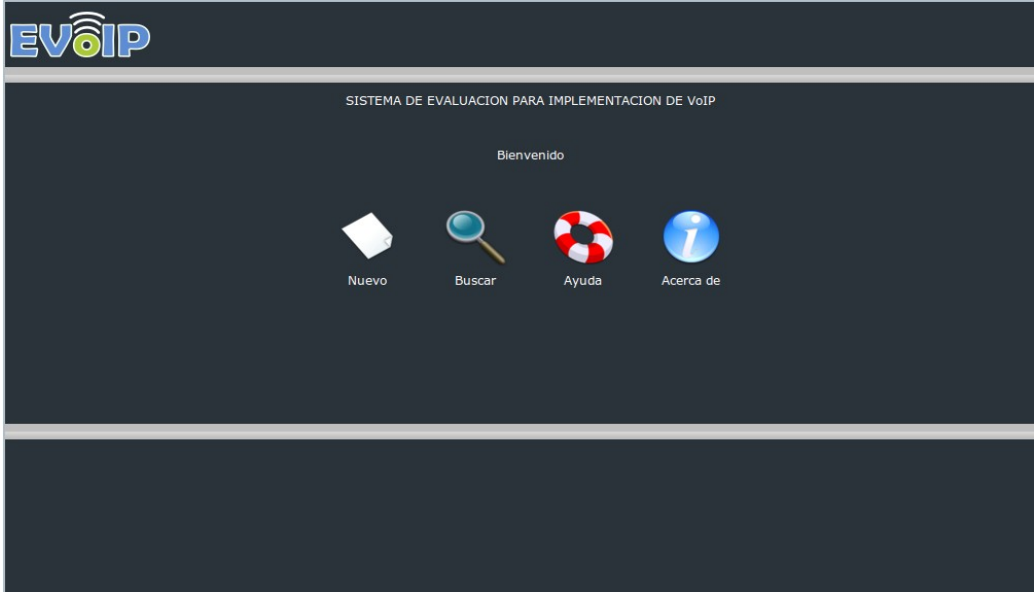 EVoIP
SISTEMA DE EVALUACION PARA IMPLEMENTACION DE VoIP
Bienvenido
Nuevo Buscar Ayuda Acerca de